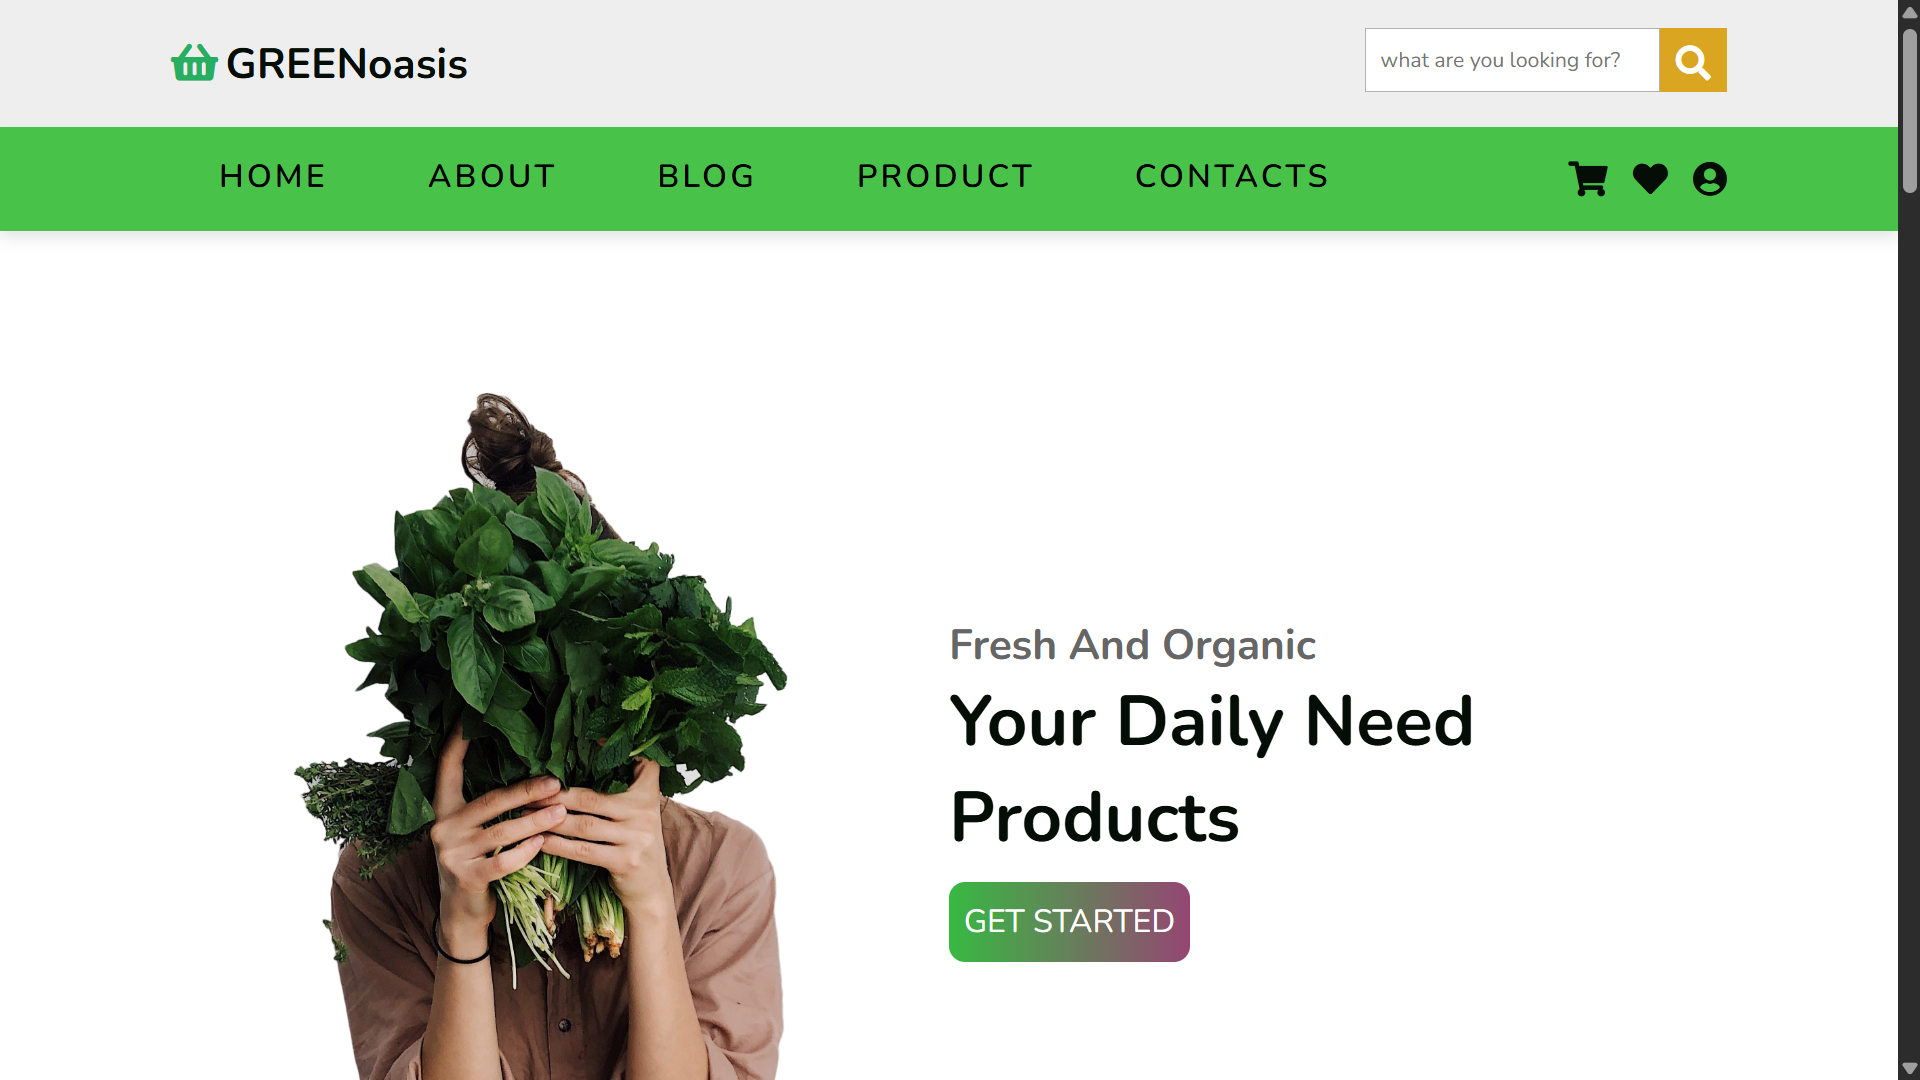 GREENoasis
what are you looking for?
HOME ABOUT BLOG PRODUCT CONTACTS
Fresh And Organic
Your Daily Need
Products
GET STARTED